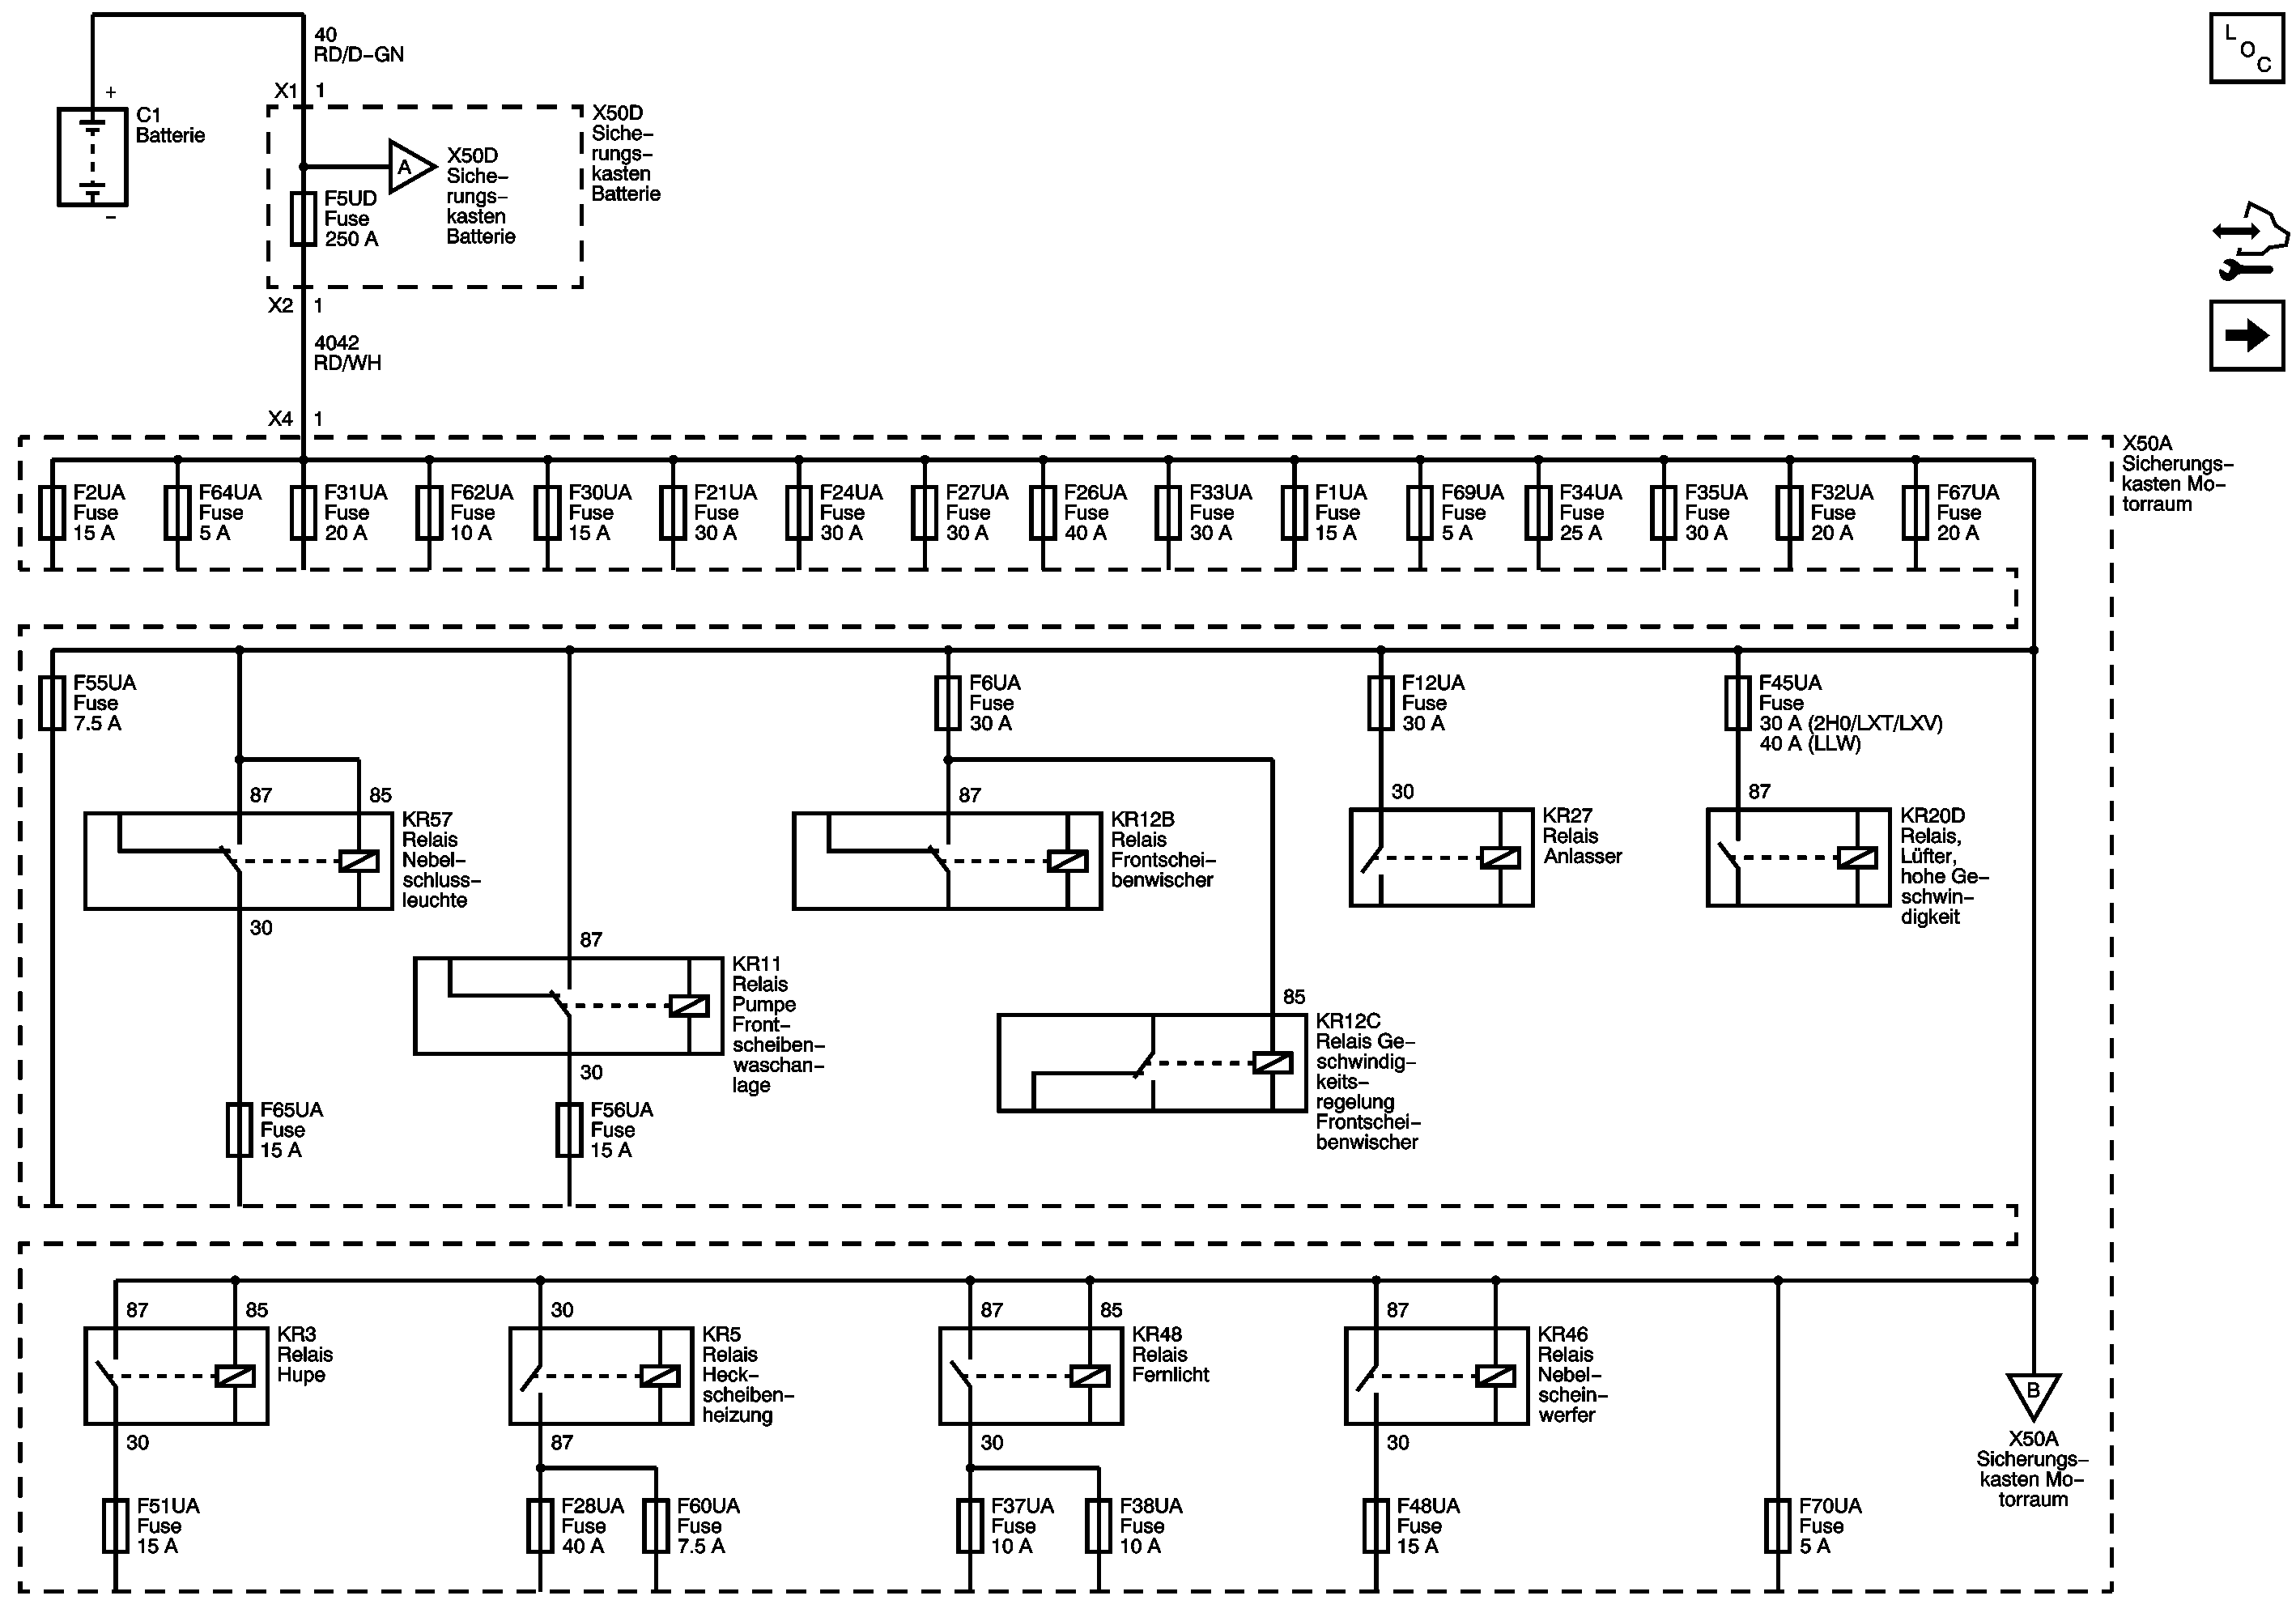 40
RD/D-GN
X1 1
+
C1
Batterie
-
X50D
Siche-
rungs-
kasten
Batterie
A
X50D
Siche-
rungs-
kasten
Batterie
F5UD
Fuse
250 A
X2 1
4042
RD/WH
X4 1
L
O
C
X50A
Sicherungs-
kasten Mo-
torraum
F2UA
Fuse
15 A
F64UA
Fuse
5 A
F31UA
Fuse
20 A
F62UA
Fuse
10 A
F30UA
Fuse
15 A
F21UA
Fuse
30 A
F24UA
Fuse
30 A
F27UA
Fuse
30 A
F26UA
Fuse
40 A
F33UA
Fuse
30 A
F1UA
Fuse
15 A
F69UA
Fuse
5 A
F34UA
Fuse
25 A
F35UA
Fuse
30 A
F32UA
Fuse
20 A
F67UA
Fuse
20 A
F55UA
Fuse
7.5 A
F6UA
Fuse
30 A
F12UA
Fuse
30 A
F45UA
Fuse
30 A (2H0/LXT/LXV)
40 A (LLW)
87
85
KR57
Relais
Nebel-
schluss-
leuchte
30
87
KR11
Relais
Pumpe
Front-
scheiben-
waschan-
lage
30
87
KR12B
Relais
Frontschei-
benwischer
30
KR27
Relais
Anlasser
87
KR20D
Relais,
Lüfter,
hohe Ge-
schwin-
digkeit
85
KR12C
Relais Ge-
schwindig-
keits-
regelung
Frontschei-
benwischer
F65UA
Fuse
15 A
F56UA
Fuse
15 A
87
85
KR3
Relais
Hupe
30
30
KR5
Relais
Heck-
scheiben-
heizung
87
87
85
KR48
Relais
Fernlicht
30
87
KR46
Relais
Nebel-
schein-
werfer
30
B
X50A
Sicherungs-
kasten Mo-
torraum
F51UA
Fuse
15 A
F28UA
Fuse
40 A
F60UA
Fuse
7.5 A
F37UA
Fuse
10 A
F38UA
Fuse
10 A
F48UA
Fuse
15 A
F70UA
Fuse
5 A